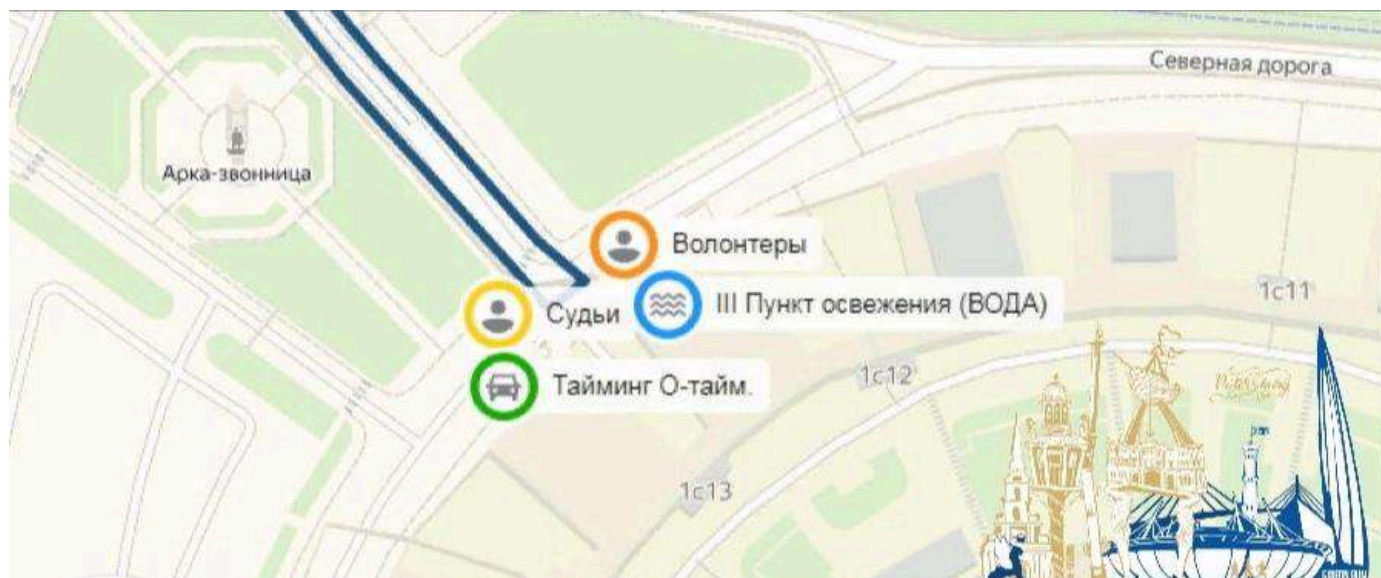 Северная дорога
Арка-звонница
Волонтеры
1с11
III Пункт освежения (ВОДА)
Судьи
1с12
Тайминг О-тайм.
1с13